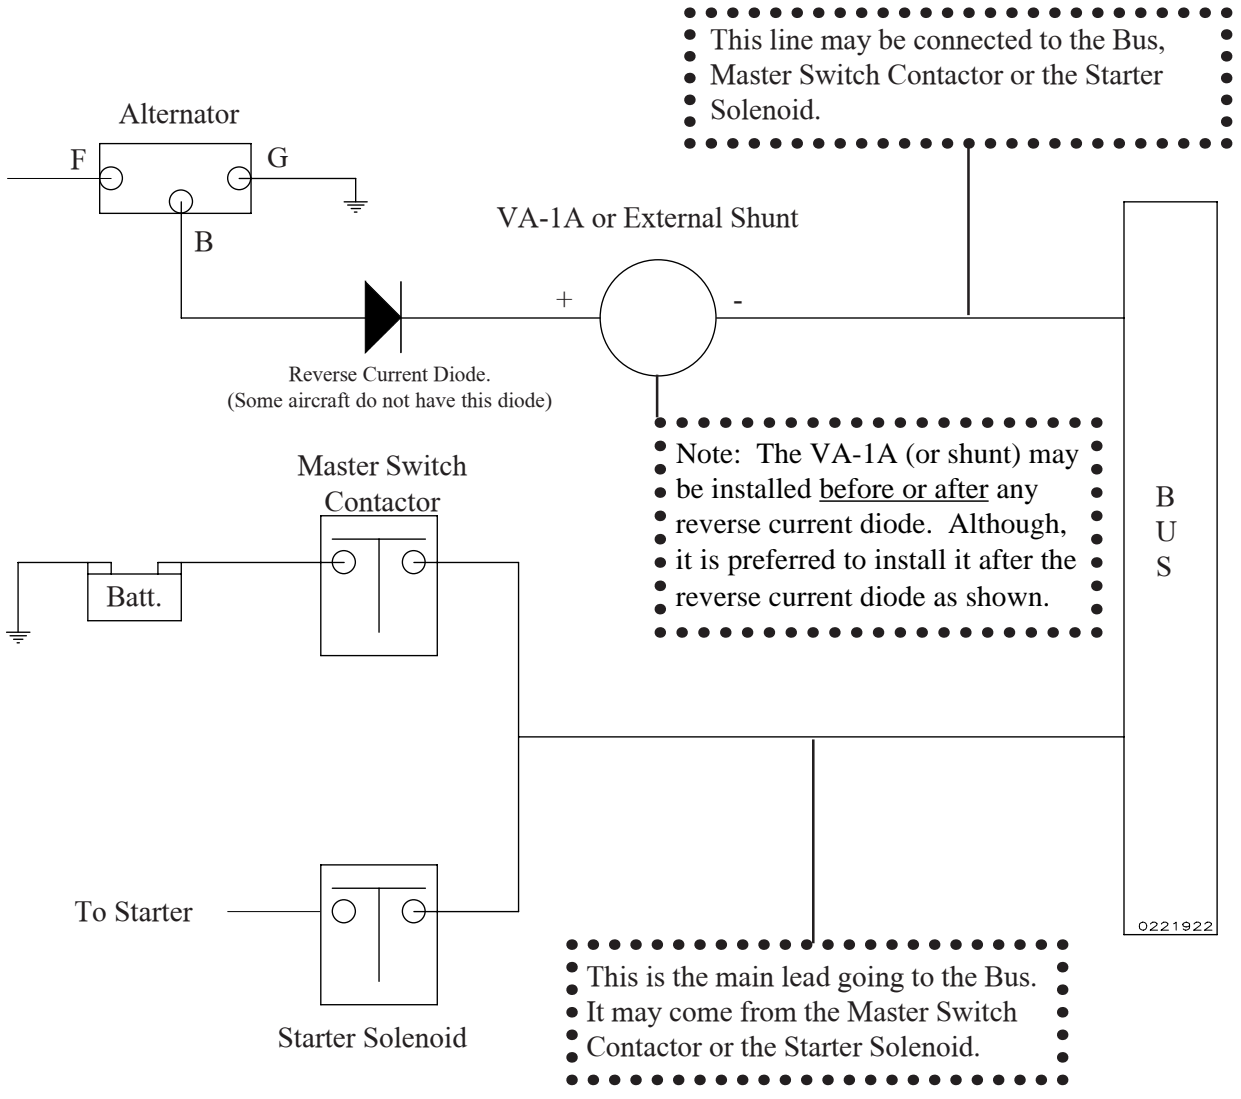 This line may be connected to the Bus,
Master Switch Contactor or the Starter
Solenoid.
Alternator
F
G
B
VA-1A or External Shunt
+
-
Reverse Current Diode.
(Some aircraft do not have this diode)
Note: The VA-1A (or shunt) may
be installed before or after any
reverse current diode. Although,
it is preferred to install it after the
reverse current diode as shown.
Master Switch
Contactor
Batt.
B
U
S
To Starter
Starter Solenoid
0221922
This is the main lead going to the Bus.
It may come from the Master Switch
Contactor or the Starter Solenoid.